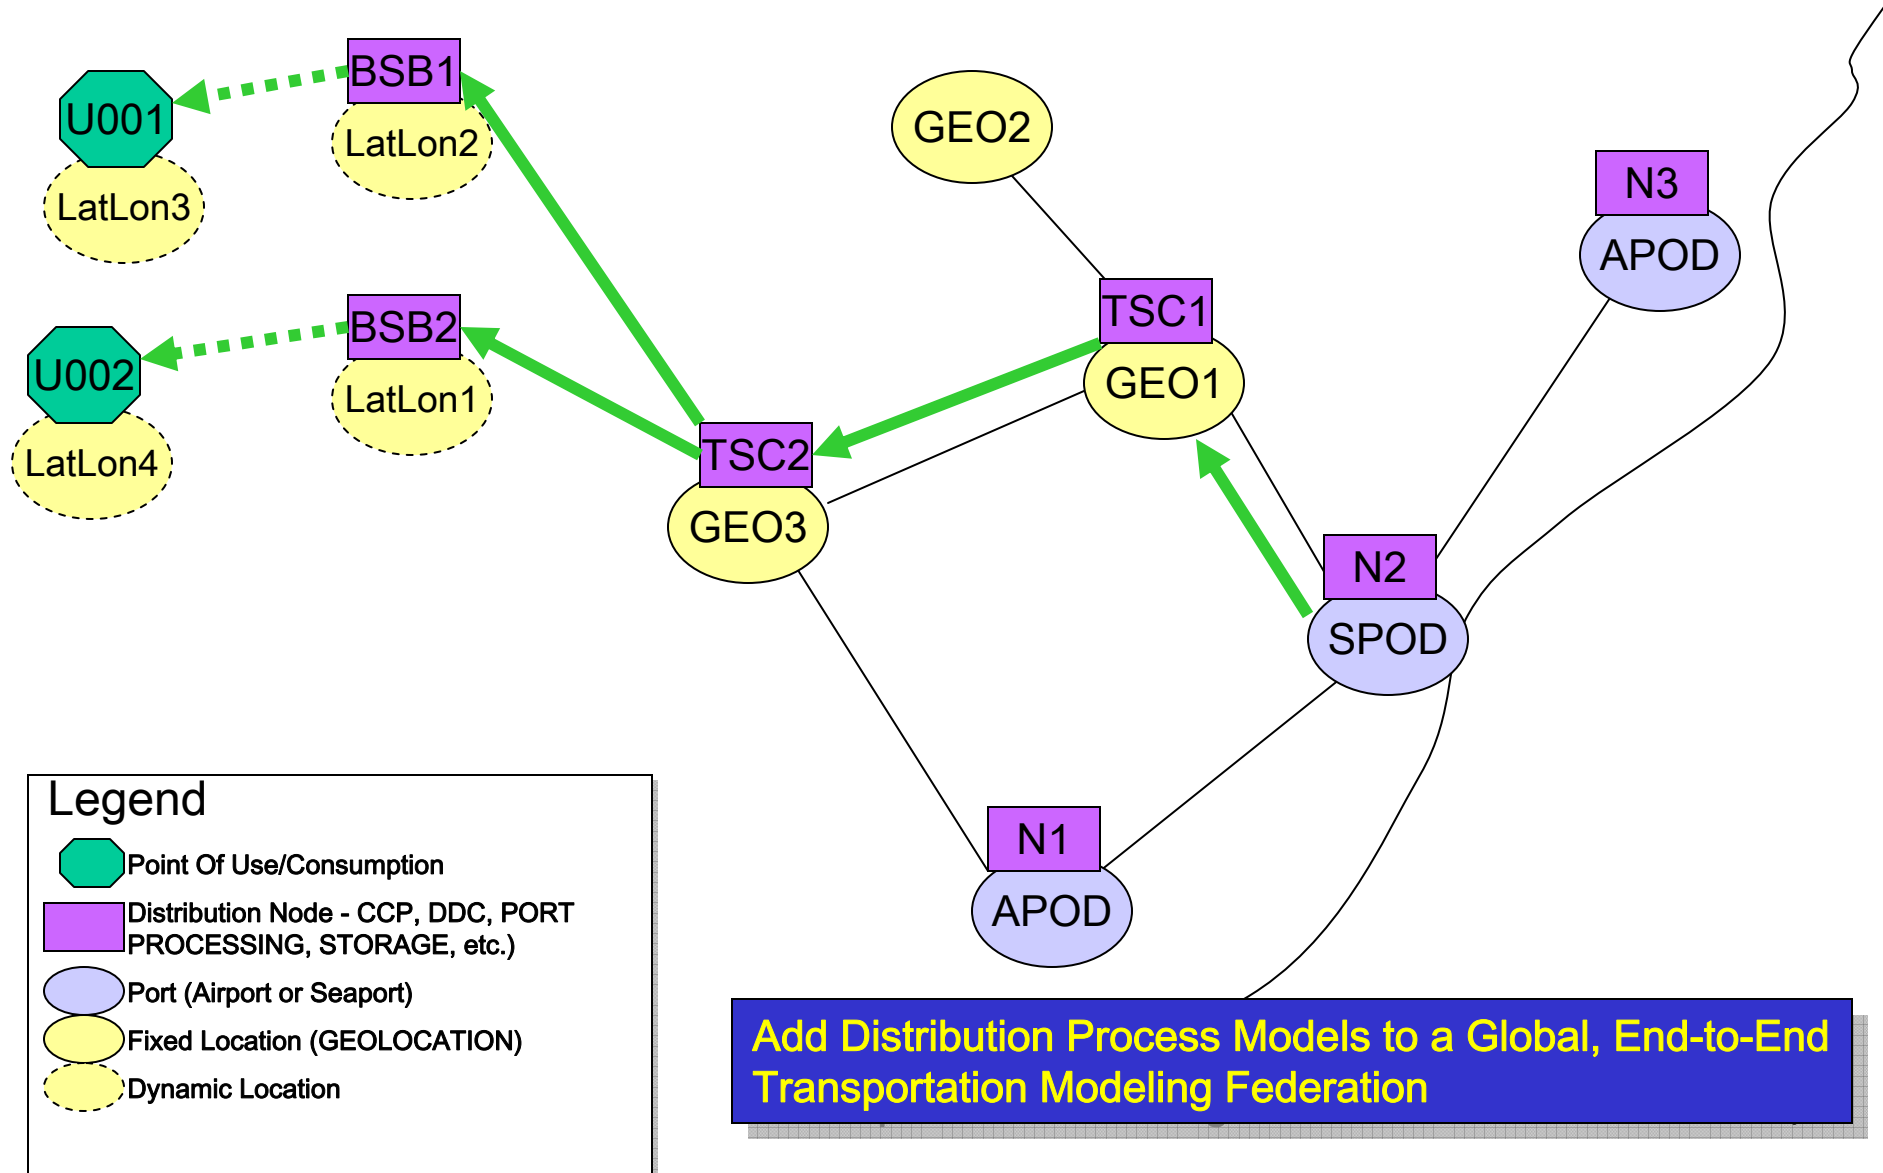 BSB1
U001
LatLon2
LatLon3
GEO2
N3
APOD
BSB2
U002
LatLon1
LatLon4
TSC1
GEO1
TSC2
GEO3
N2
SPOD
N1
APOD
Legend
Point Of Use/Consumption
Distribution Node - CCP, DDC, PORT
PROCESSING, STORAGE, etc.)
Port (Airport or Seaport)
Fixed Location (GEOLOCATION)
Dynamic Location
Add Distribution Process Models to a Global, End-to-End
Transportation Modeling Federation